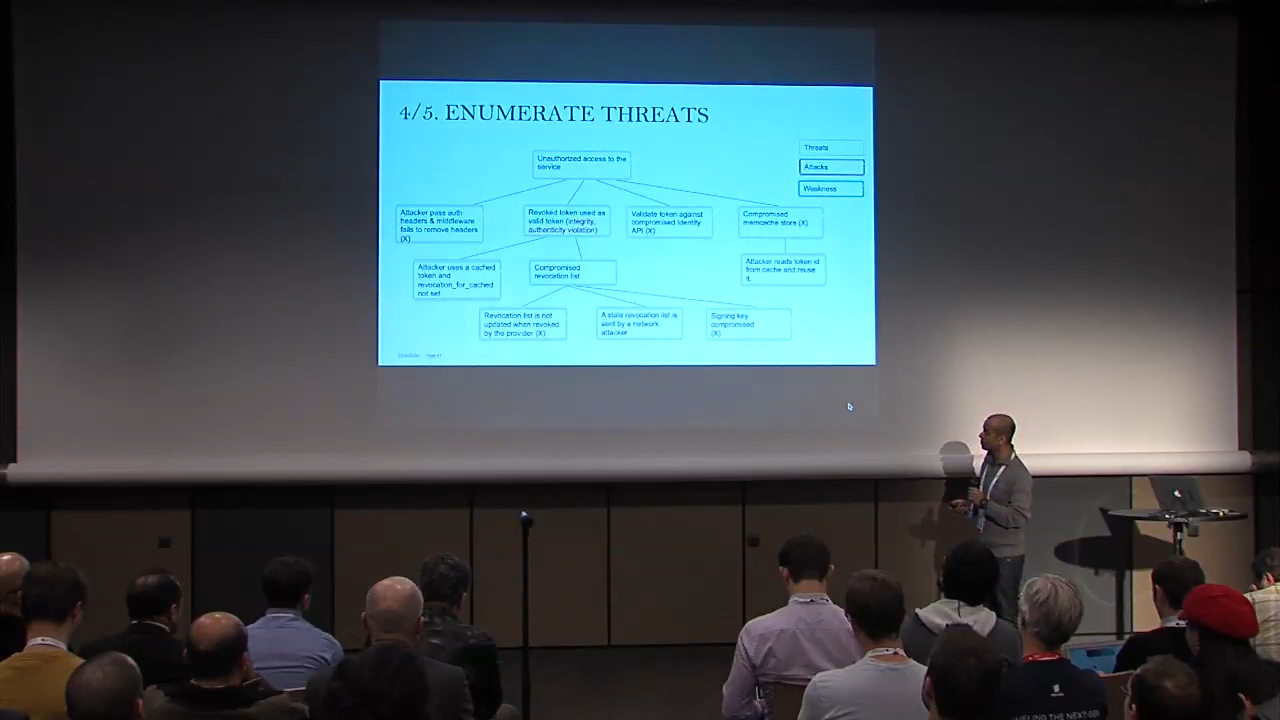 4/5. ENUMERATE THREATS
Threats
Attacks
Weakness
Unauthorized access to the
service
Attacker pass auth
headers & middleware
fails to remove headers
(X)
Revoked token used as
valid token (integrity,
authenticity violation)
Validate token against
compromised Identity
API (X)
Compromised
memcache store (X)
Attacker uses a cached
token and
revocation_for_cached
not set
Compromised
revocation list
Attacker reads token id
from cache and reuse
it.
Revocation list is not
updated when revoked
by the provider (X)
A stale revocation list is
sent by a network
attacker
Signing key
compromised
(X)
THE NEXT-GEN